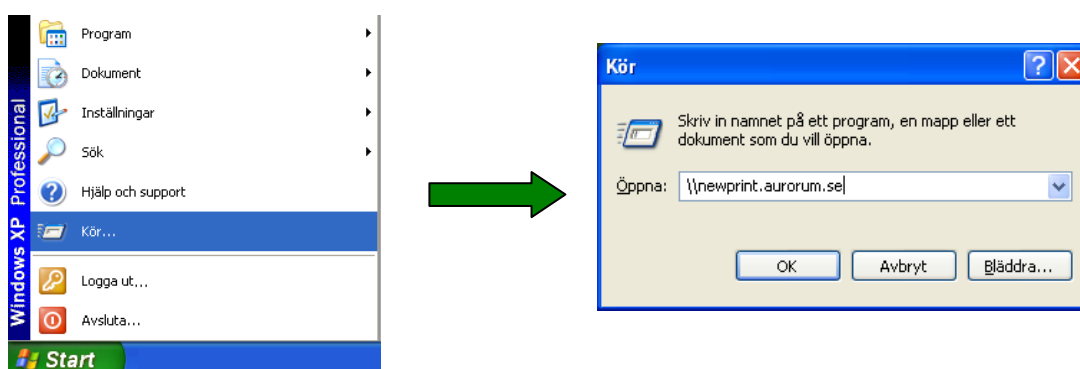 Windows XP Professional
Program
Dokument
Inställningar
Sök
Hjälp och support
Kör...
Logga ut...
Avsluta...
Start
Kör
Skriv in namnet på ett program, en mapp eller ett
dokument som du vill öppna.
Öppna: \\newprint.aurorum.se
OK Avbryt Bläddra...